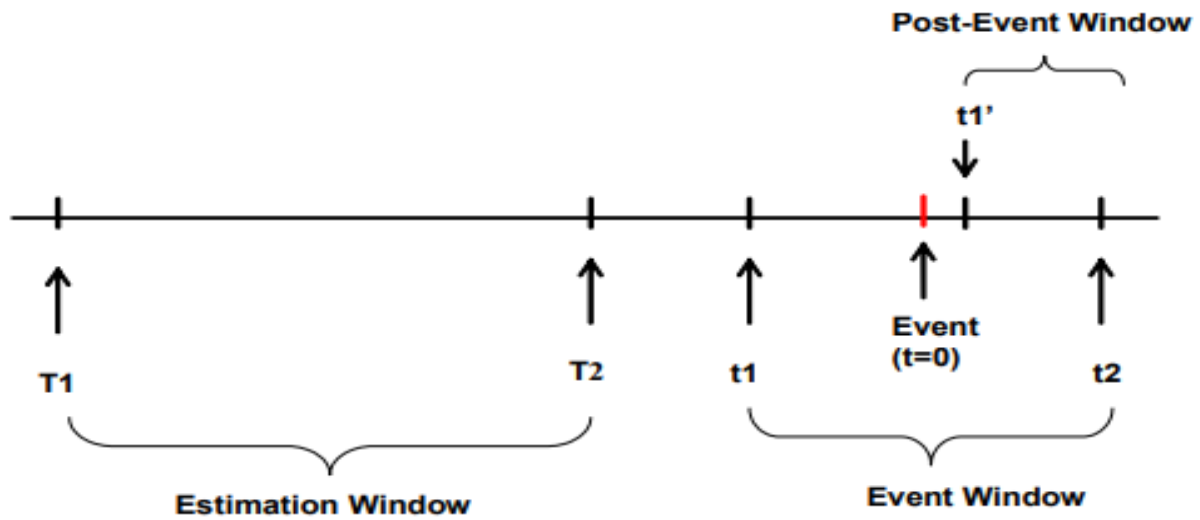 Post-Event Window
t1’
T1
T2
t1
Event
(t=0)
t2
Estimation Window
Event Window